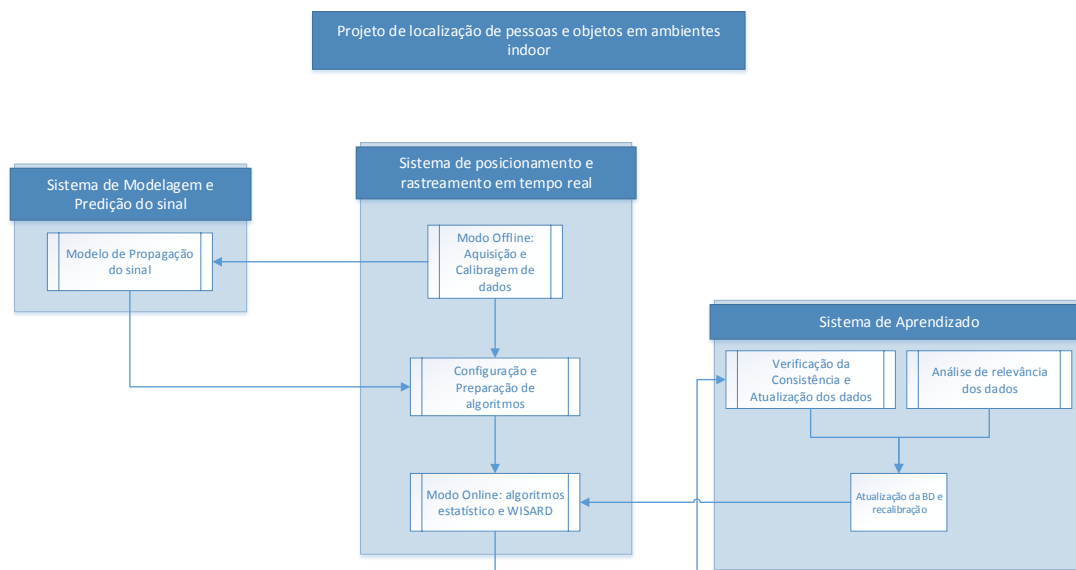 Projeto de localização de pessoas e objetos em ambientes
indoor
Sistema de Modelagem e
Predição do sinal
Modelo de Propagação
do sinal
Sistema de posicionamento e
rastreamento em tempo real
Modo Offline:
Aquisição e
Calibragem de
dados
Configuração e
Preparação de
algoritmos
Modo Online: algoritmos
estatístico e WISARD
Sistema de Aprendizado
Verificação da
Consistência e
Atualização dos dados
Análise de relevância
dos dados
Atualização da BD e
recalibração